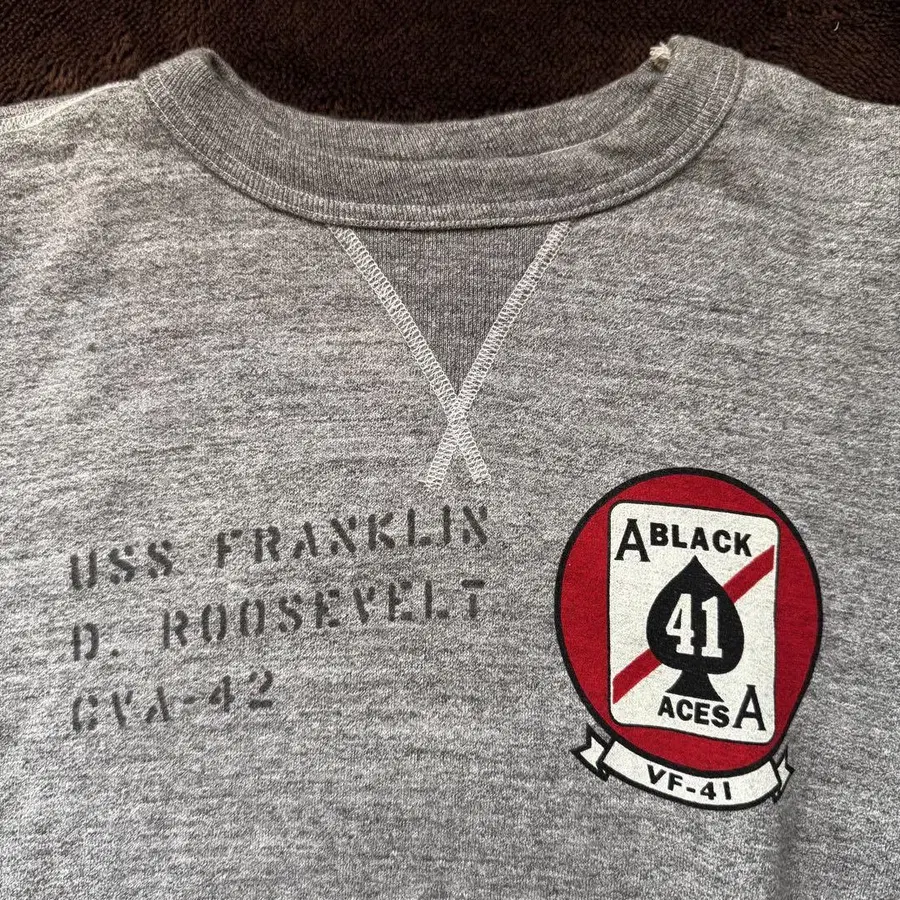 USS FRANKLIN
D. ROOSEVELT
CVA-42
A BLACK
41
ACES A
VF-41